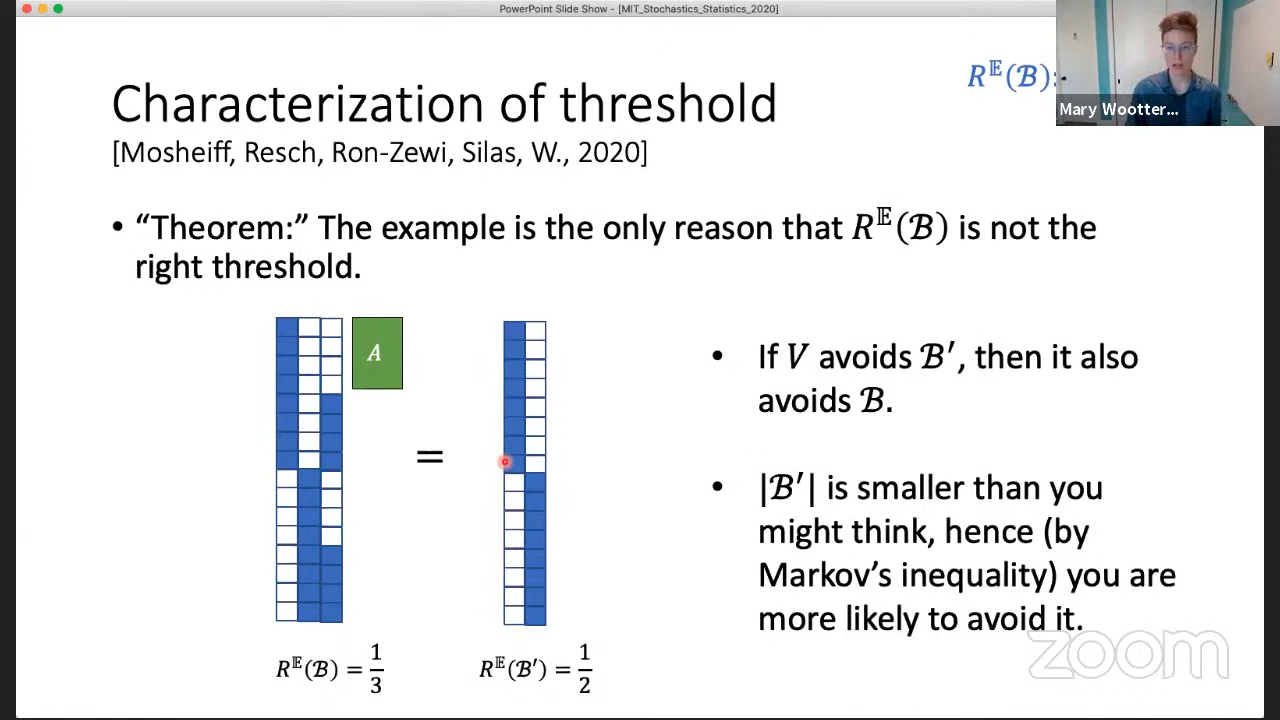 PowerPoint Slide Show - [MIT_Stochastics_Statistics_2020]
R^𝔼(ℬ):
Mary Wootter...
Characterization of threshold
[Mosheiff, Resch, Ron-Zewi, Silas, W., 2020]
• “Theorem:” The example is the only reason that R^𝔼(ℬ) is not the
right threshold.
A
=
• If V avoids ℬ′, then it also
avoids ℬ.
• |ℬ′| is smaller than you
might think, hence (by
Markov’s inequality) you are
more likely to avoid it.
R^𝔼(ℬ) = 1/3
R^𝔼(ℬ′) = 1/2
zoom